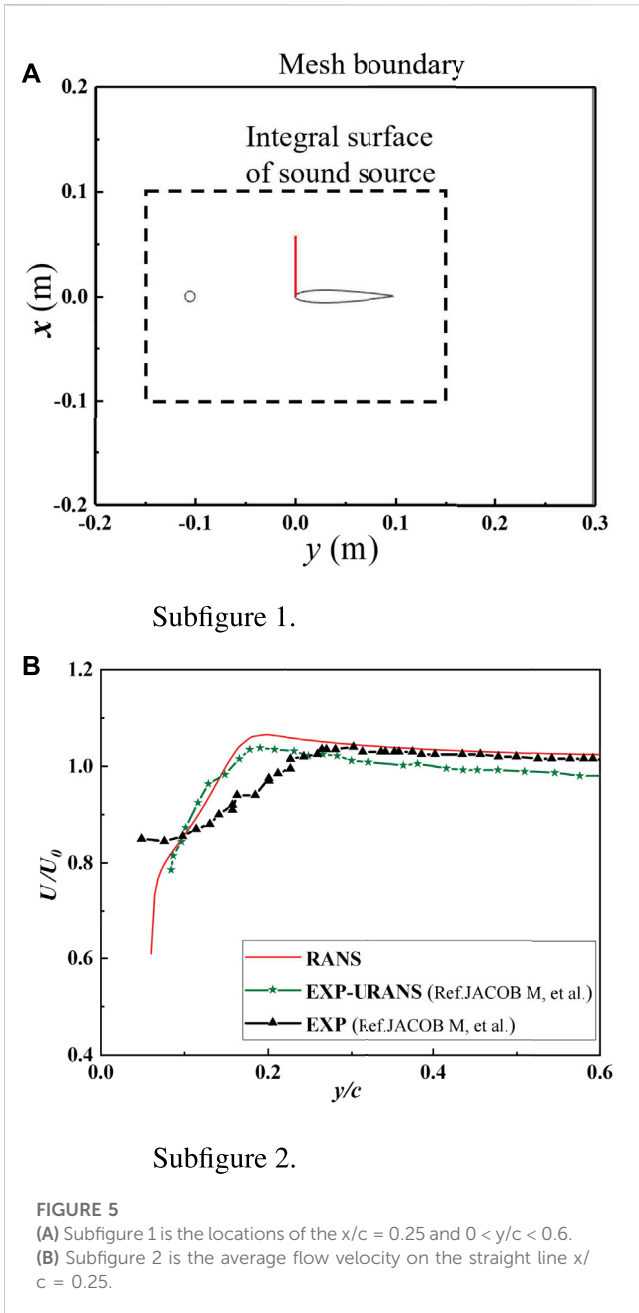 A
Mesh boundary
Integral surface
of sound source
0.2
0.1
0.0
-0.1
-0.2
x (m)
-0.2 -0.1 0.0 0.1 0.2 0.3
y (m)
Subfigure 1.
B
1.2
1.0
0.8
0.6
0.4
U/U0
RANS
EXP-URANS (Ref.JACOB M, et al.)
EXP (Ref.JACOB M, et al.)
0.0 0.2 0.4 0.6
y/c
Subfigure 2.
FIGURE 5
(A) Subfigure 1 is the locations of the x/c = 0.25 and 0 < y/c < 0.6.
(B) Subfigure 2 is the average flow velocity on the straight line x/
c = 0.25.